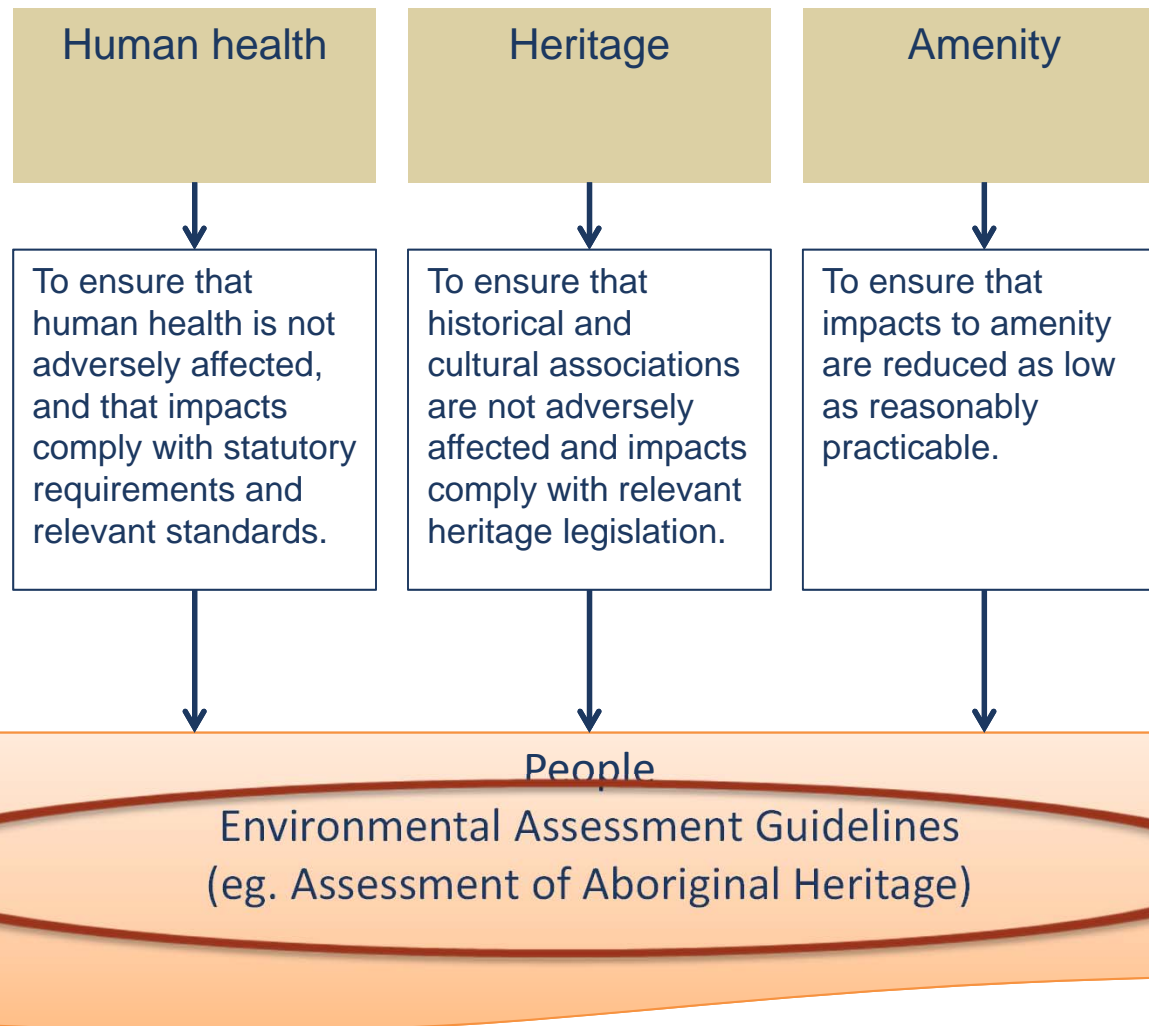 Human health
Heritage
Amenity
To ensure that
human health is not
adversely affected,
and that impacts
comply with statutory
requirements and
relevant standards.
To ensure that
historical and
cultural associations
are not adversely
affected and impacts
comply with relevant
heritage legislation.
To ensure that
impacts to amenity
are reduced as low
as reasonably
practicable.
People
Environmental Assessment Guidelines
(eg. Assessment of Aboriginal Heritage)